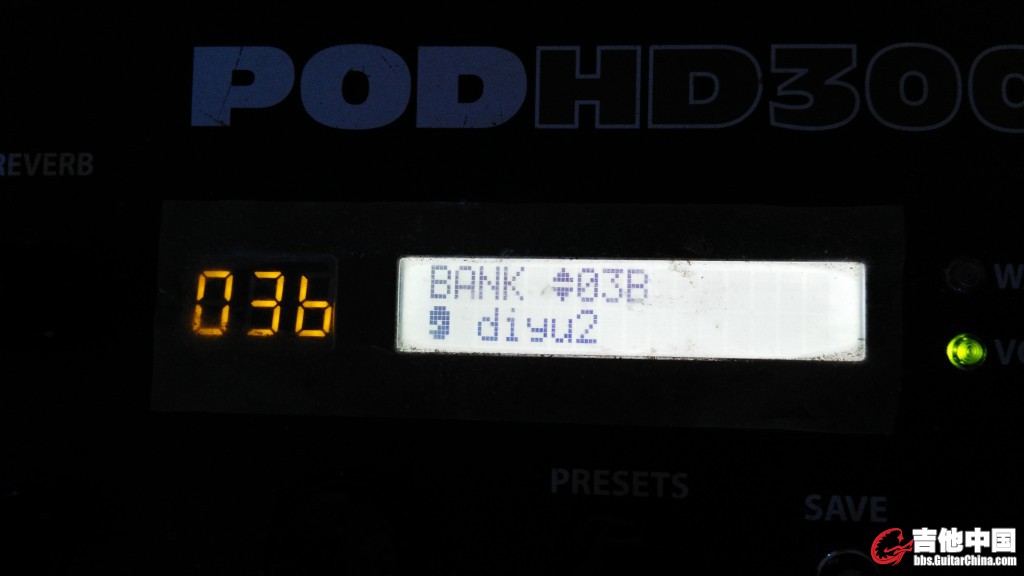 POD HD300
REVERB
03b
BANK 03B
diyu2
PRESETS
SAVE
吉他中国
bbs.GuitarChina.com